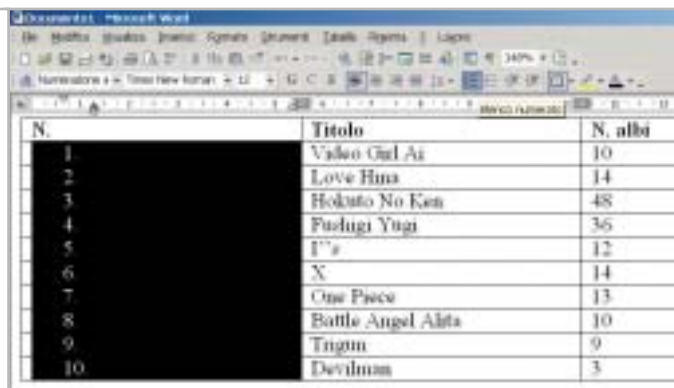 Documento1 - Microsoft Word
File Modifica Visualizza Inserisci Formato Strumenti Tabella Finestra ? Layout
Times New Roman 12 G C S
Elenco numerato
N. Titolo N. albi
1. Video Girl Ai 10
2. Love Hina 14
3. Hokuto No Ken 48
4. Fushigi Yugi 36
5. I''s 12
6. X 14
7. One Piece 13
8. Battle Angel Alita 10
9. Trigun 9
10. Devilman 3